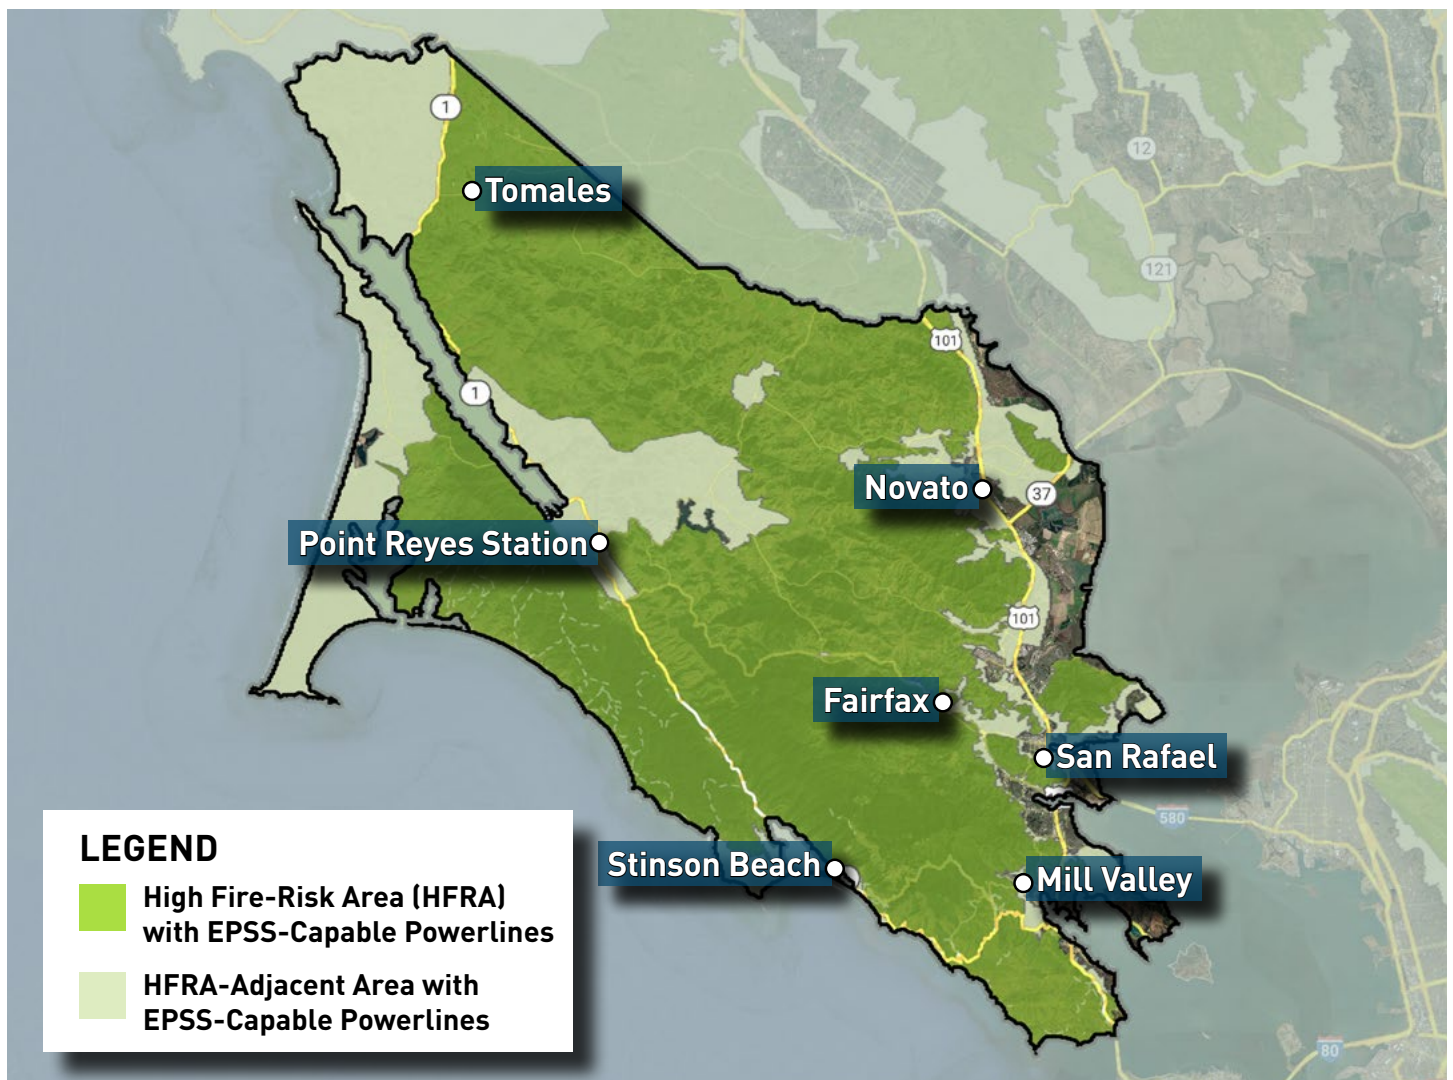 1
12
Tomales
121
101
1
Novato
37
Point Reyes Station
101
Fairfax
San Rafael
580
Stinson Beach
Mill Valley
80
LEGEND
High Fire-Risk Area (HFRA)
with EPSS-Capable Powerlines
HFRA-Adjacent Area with
EPSS-Capable Powerlines